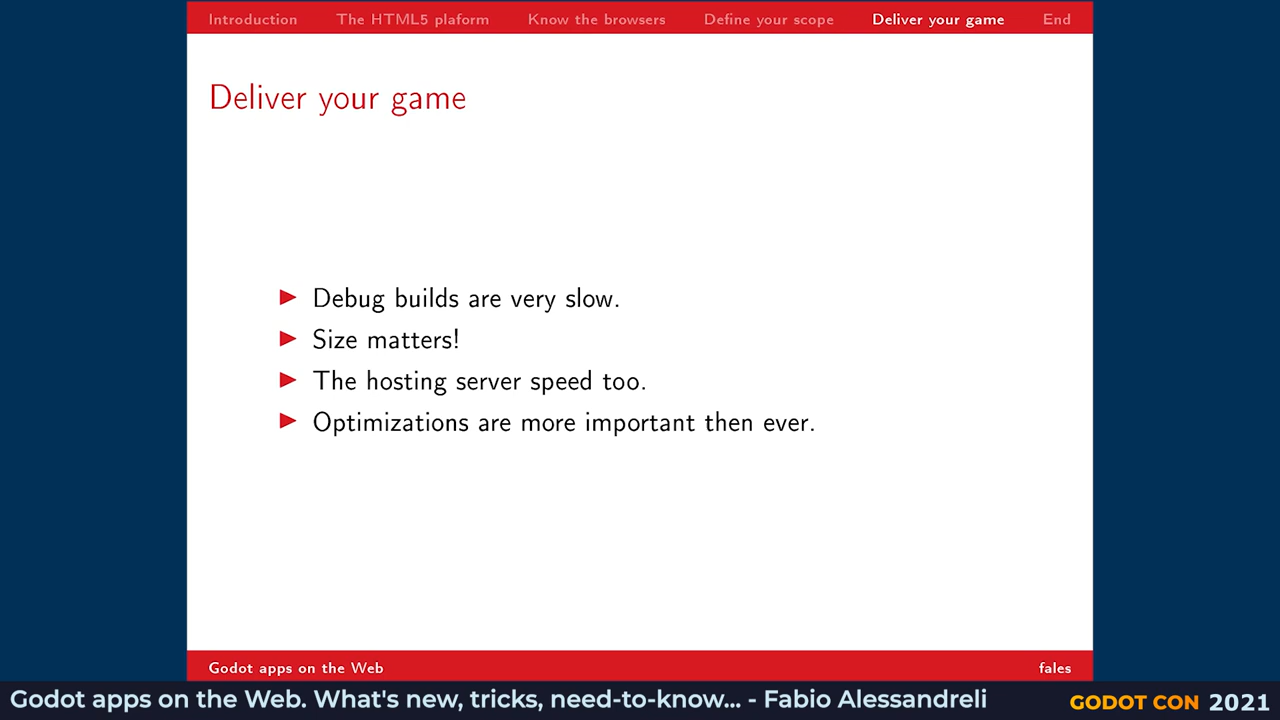 Introduction The HTML5 plaform Know the browsers Define your scope Deliver your game End
Deliver your game
Debug builds are very slow.
Size matters!
The hosting server speed too.
Optimizations are more important then ever.
Godot apps on the Web fales
Godot apps on the Web. What's new, tricks, need-to-know... - Fabio Alessandreli GODOT CON 2021